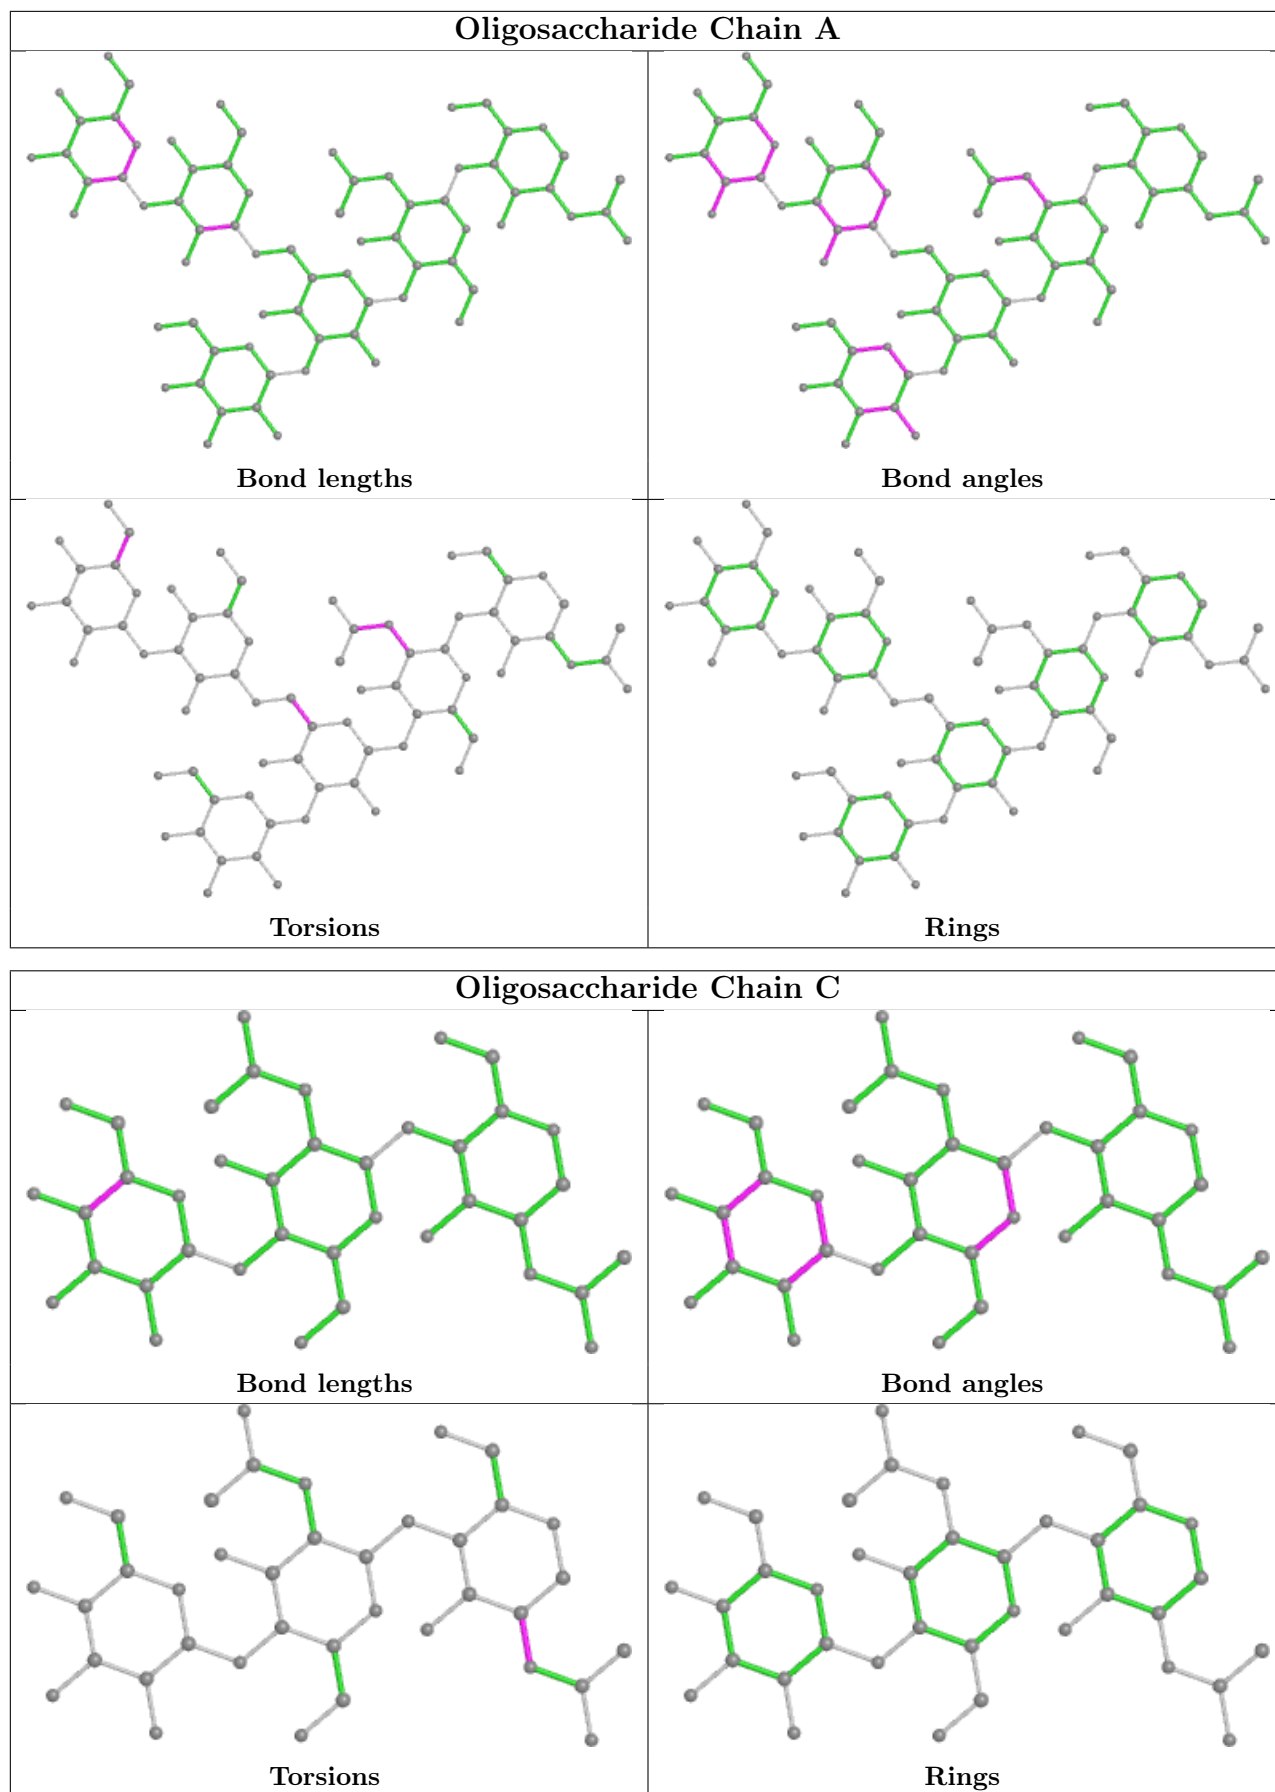 Oligosaccharide Chain A
Bond lengths
Bond angles
Torsions
Rings
Oligosaccharide Chain C
Bond lengths
Bond angles
Torsions
Rings